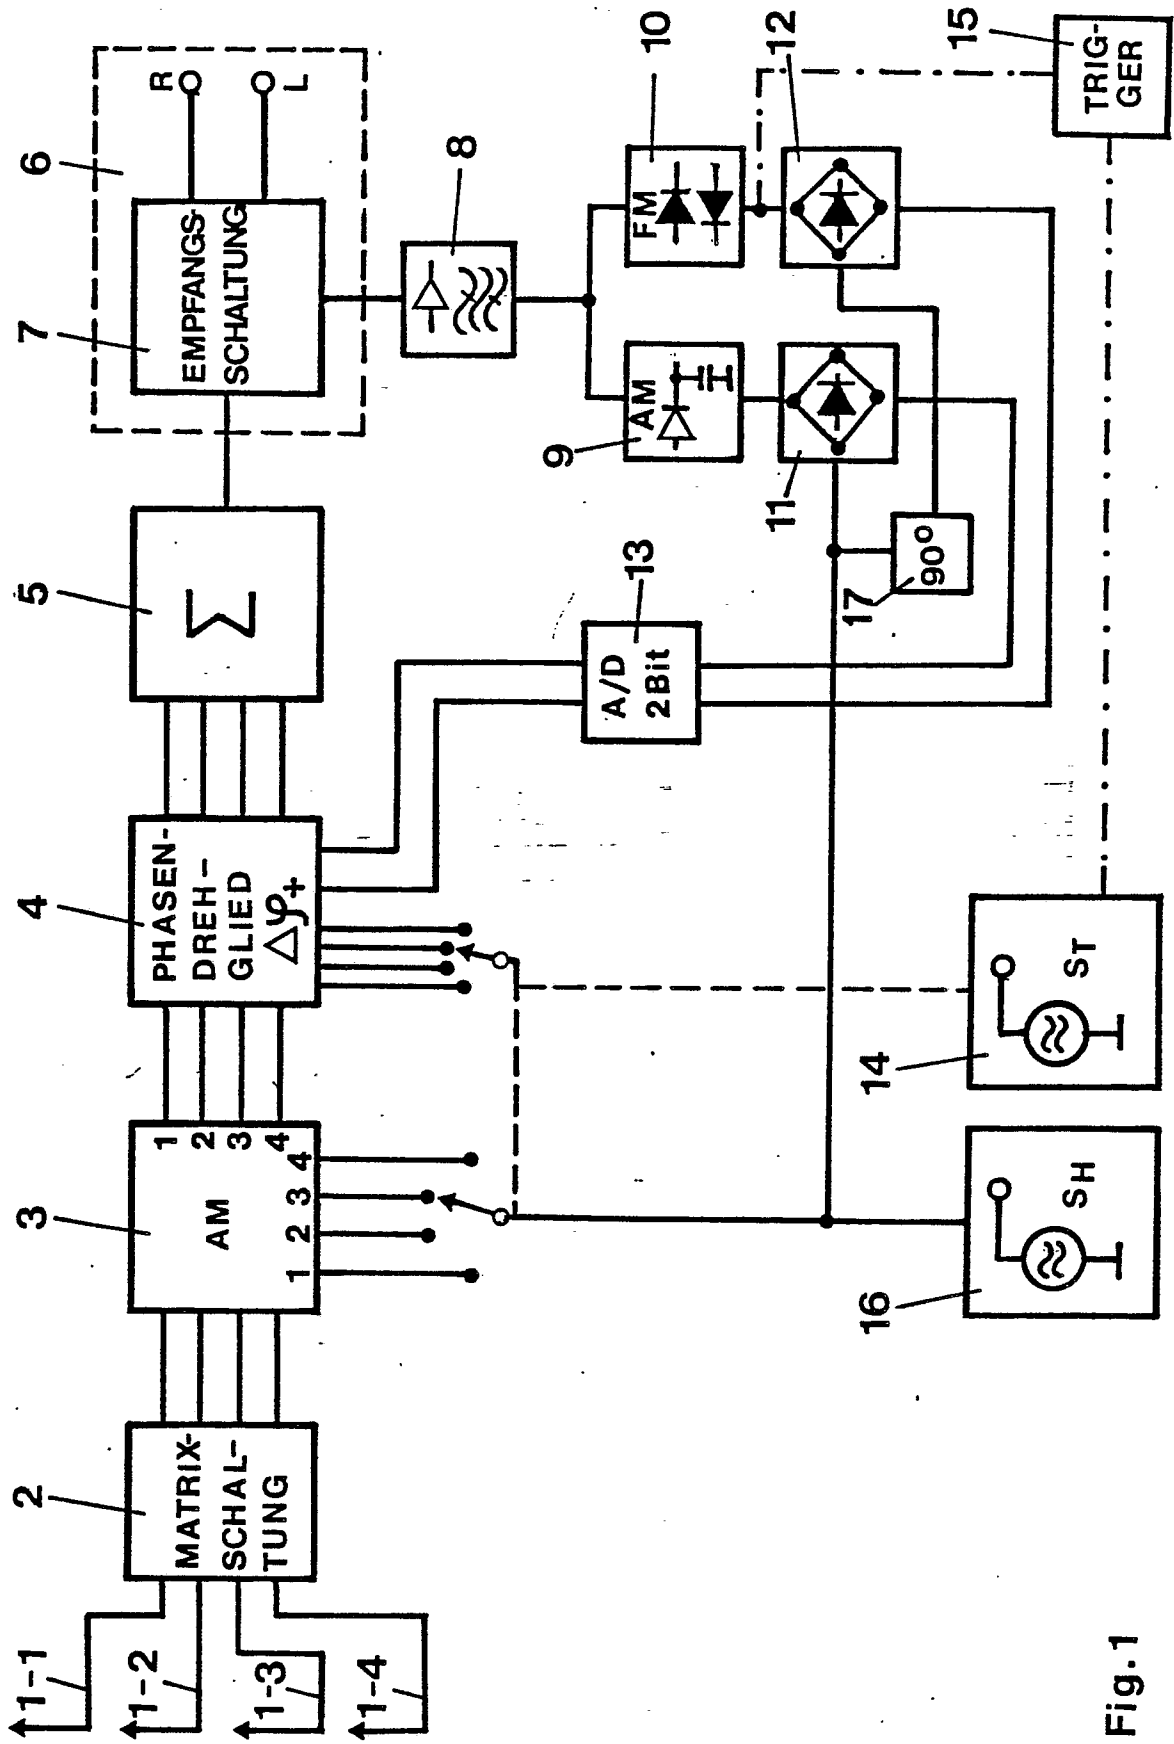 1-1
1-2
1-3
1-4
2
MATRIX-
SCHAL-
TUNG
3
AM
1
2
3
4
1
2
3
4
4
PHASEN-
DREH-
GLIED
Δφ+
5
Σ
6
7
EMPFANGS
SCHALTUNG
R
L
8
9
AM
10
FM
11
12
13
A/D
2Bit
17
90°
14
ST
15
TRIG-
GER
16
SH
Fig.1